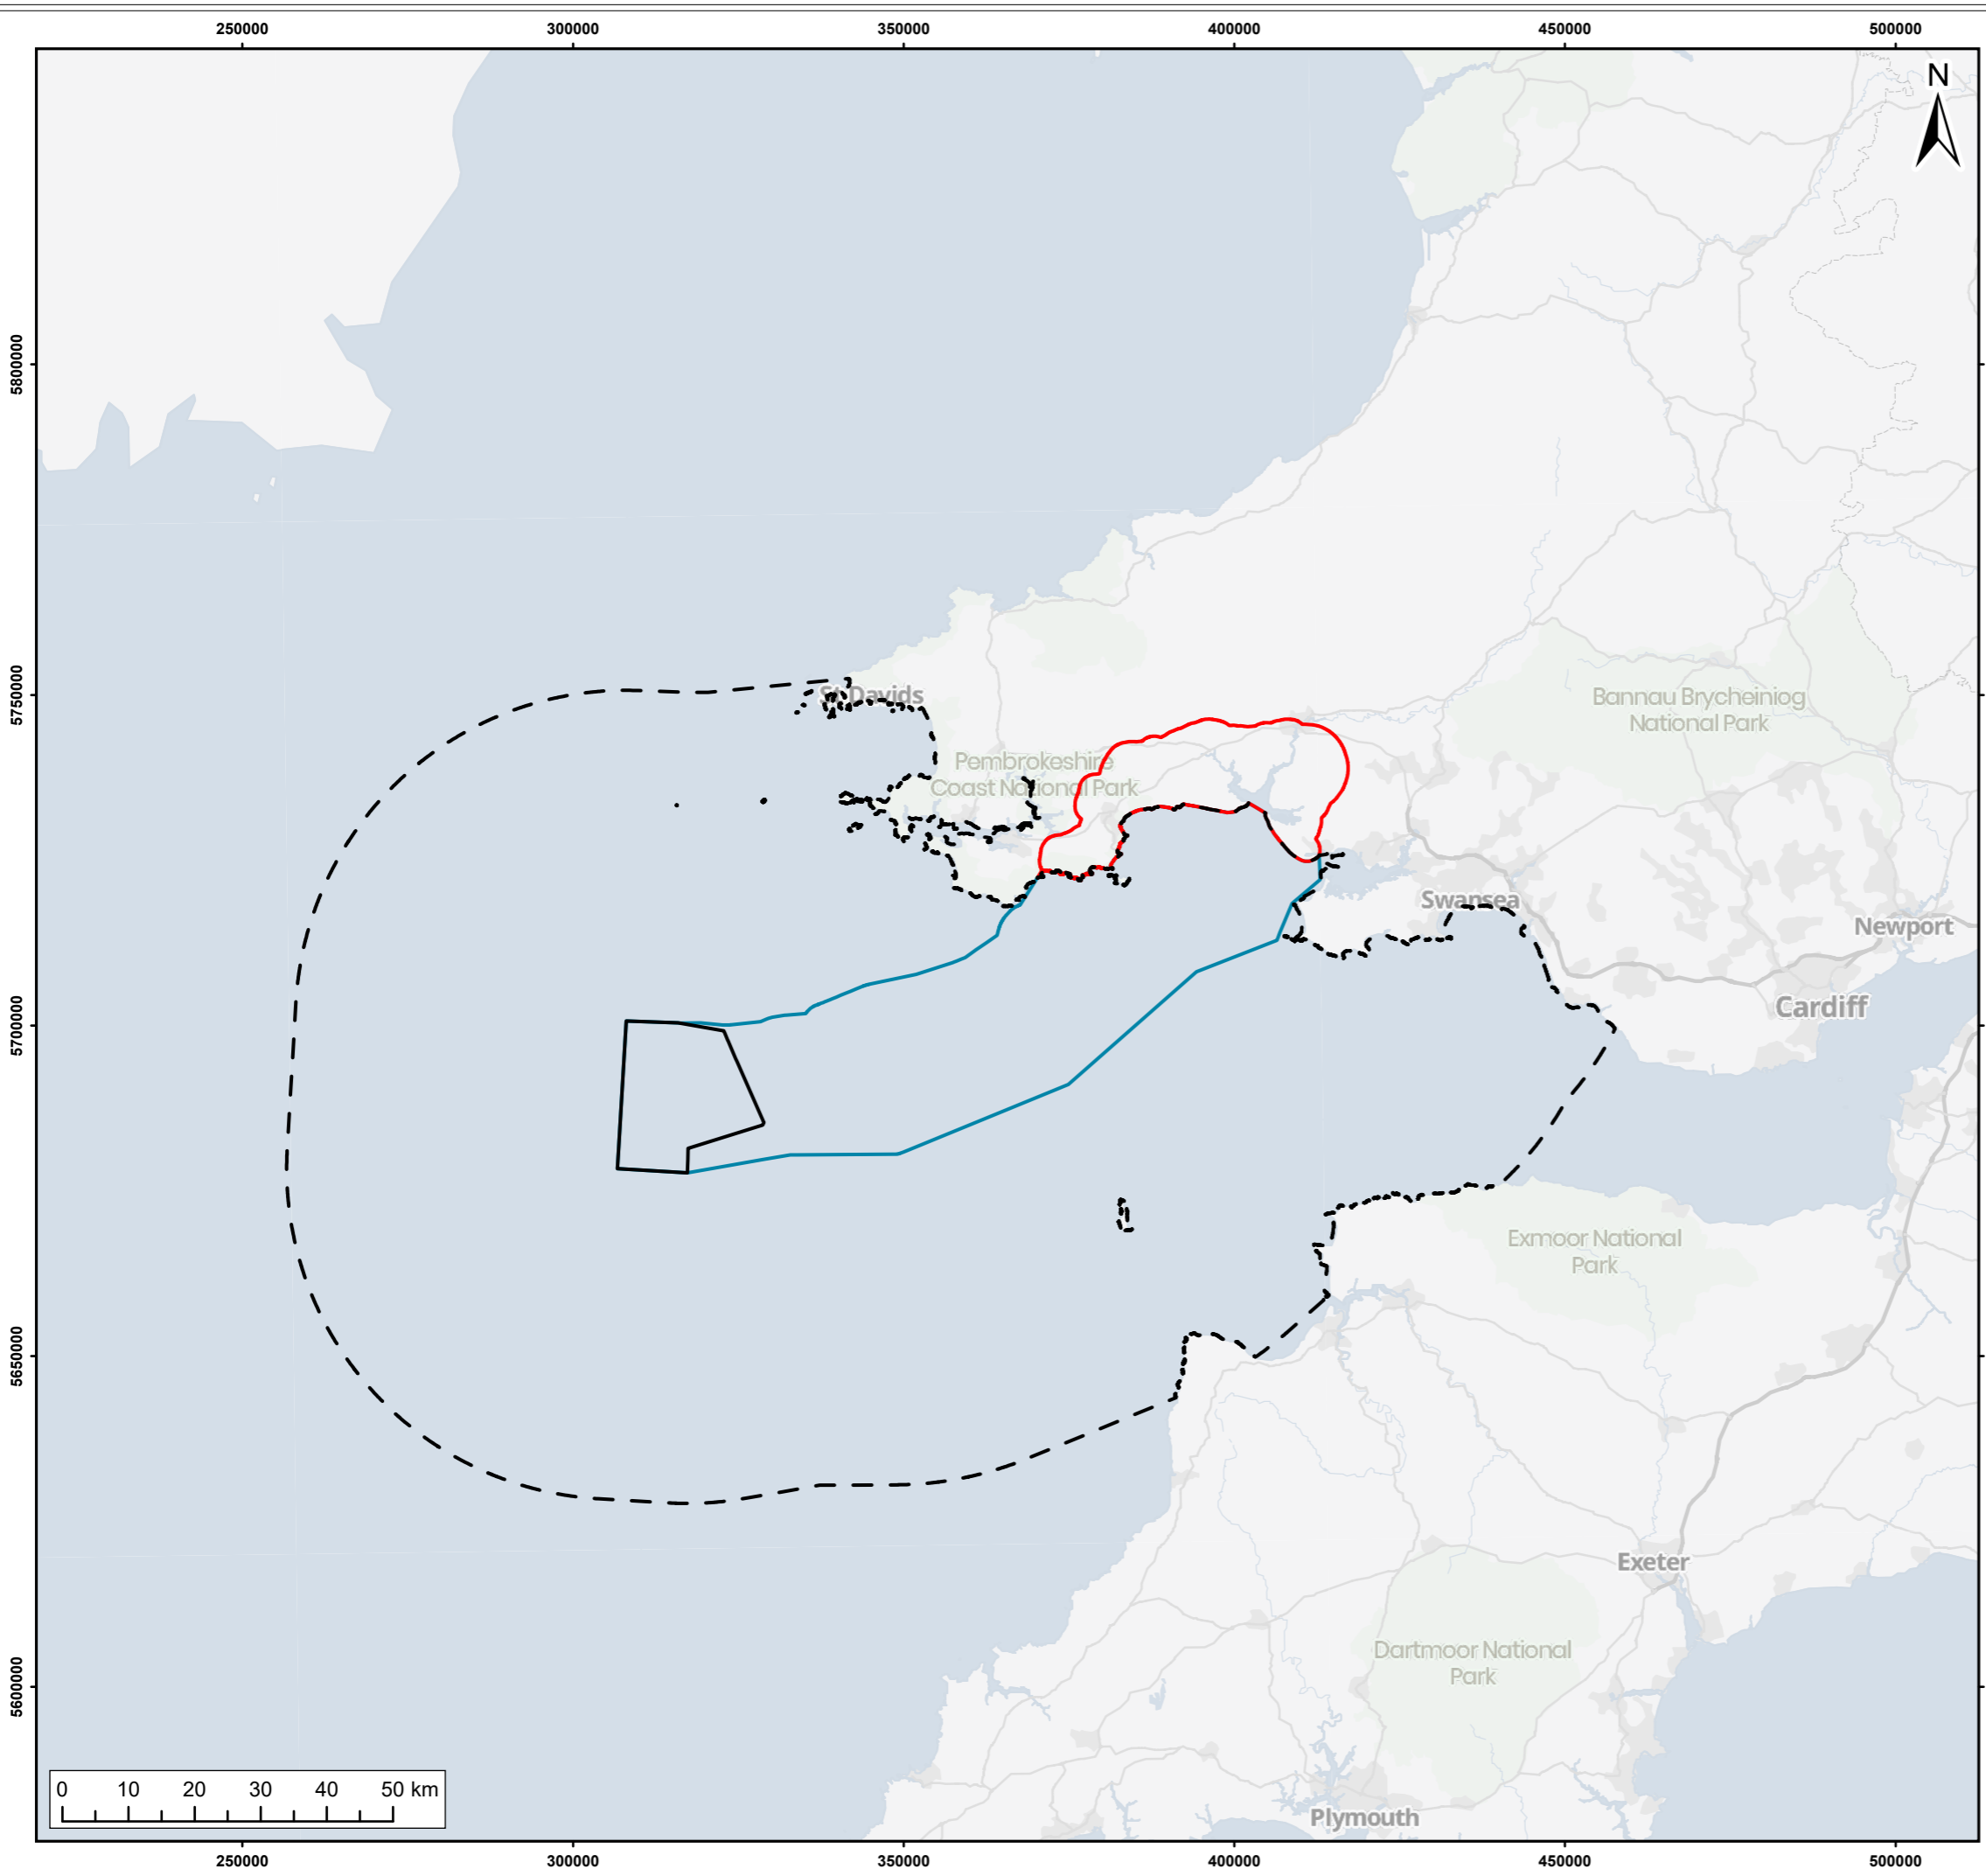 250000 300000 350000 400000 450000 500000
N
5800000
5750000
5700000
5650000
5600000
St Davids
Bannau Brycheiniog
National Park
Pembrokeshire
Coast National Park
Swansea
Newport
Cardiff
Exmoor National
Park
Exeter
Dartmoor National
Park
Plymouth
0 10 20 30 40 50 km
250000 300000 350000 400000 450000 500000